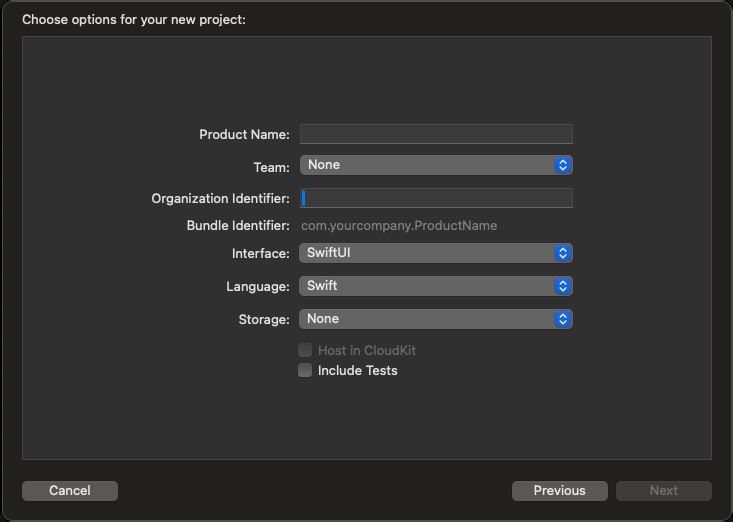 Choose options for your new project:
Product Name:
Team: None
Organization Identifier:
Bundle Identifier: com.yourcompany.ProductName
Interface: SwiftUI
Language: Swift
Storage: None
Host in CloudKit
Include Tests
Cancel Previous Next